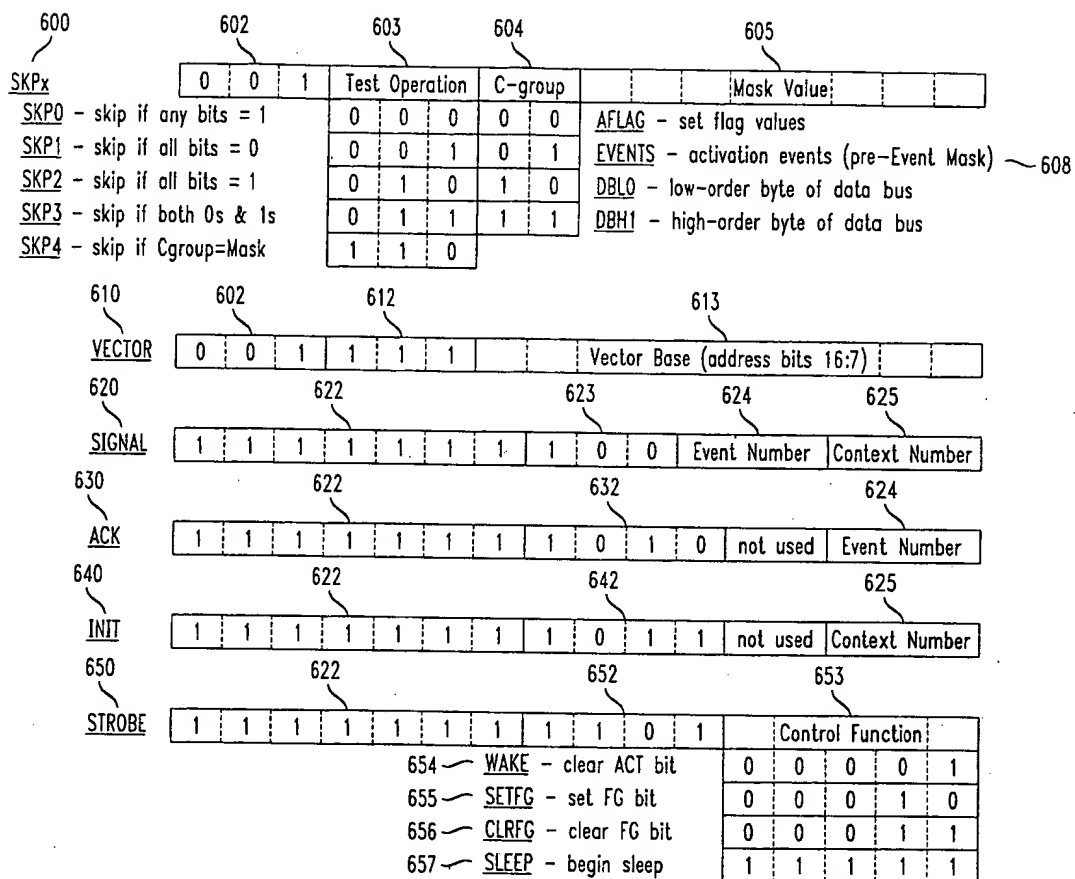 600 602 603 604 605
SKPx 0 0 1 Test Operation C-group Mask Value
SKP0 - skip if any bits = 1 0 0 0 0 0 AFLAG - set flag values
SKP1 - skip if all bits = 0 0 0 1 0 1 EVENTS - activation events (pre-Event Mask) 608
SKP2 - skip if all bits = 1 0 1 0 1 0 DBL0 - low-order byte of data bus
SKP3 - skip if both 0s & 1s 0 1 1 1 1 DBH1 - high-order byte of data bus
SKP4 - skip if Cgroup=Mask 1 1 0
610 602 612 613
VECTOR 0 0 1 1 1 1 Vector Base (address bits 16:7)
620 622 623 624 625
SIGNAL 1 1 1 1 1 1 1 1 0 0 Event Number Context Number
630 622 632 624
ACK 1 1 1 1 1 1 1 1 0 1 0 not used Event Number
640 622 642 625
INIT 1 1 1 1 1 1 1 1 0 1 1 not used Context Number
650 622 652 653
STROBE 1 1 1 1 1 1 1 1 1 0 1 Control Function
654 WAKE - clear ACT bit 0 0 0 0 1
655 SETFG - set FG bit 0 0 0 1 0
656 CLRFG - clear FG bit 0 0 0 1 1
657 SLEEP - begin sleep 1 1 1 1 1